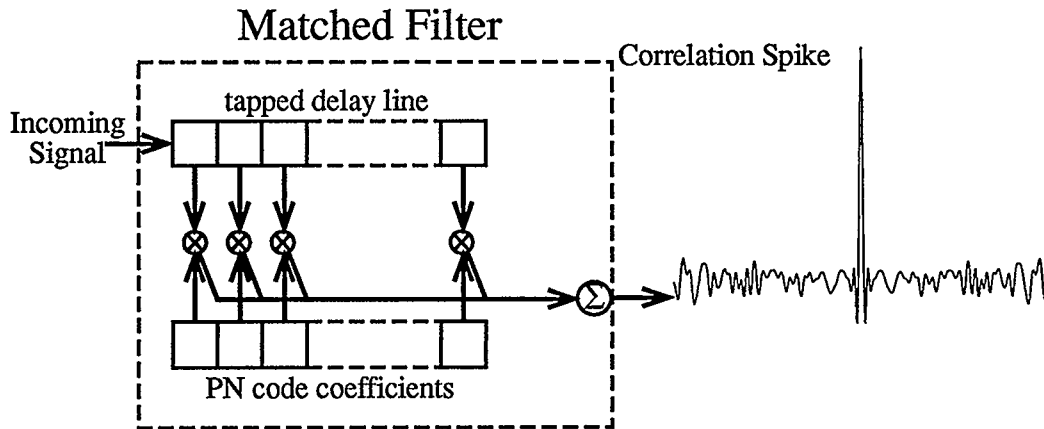 Matched Filter
Correlation Spike
tapped delay line
Incoming
Signal
Σ
PN code coefficients